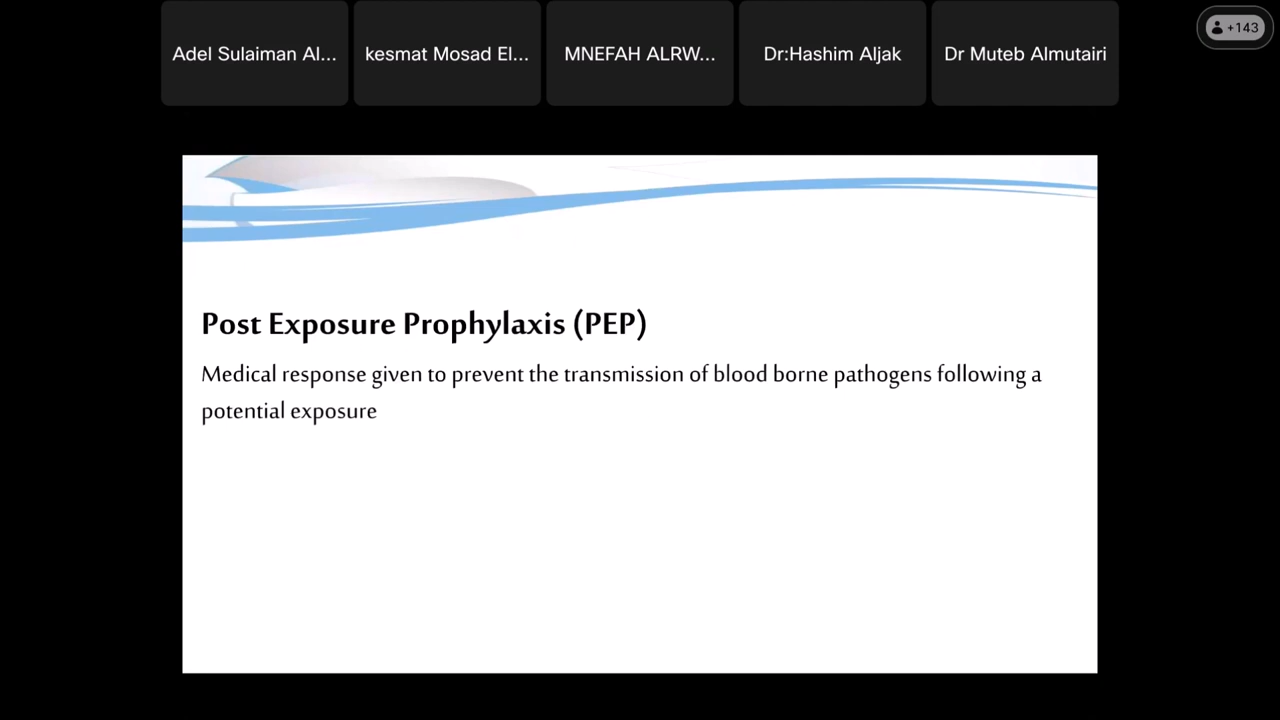 Adel Sulaiman Al...
kesmat Mosad El...
MNEFAH ALRW...
Dr:Hashim Aljak
Dr Muteb Almutairi
+143
Post Exposure Prophylaxis (PEP)
Medical response given to prevent the transmission of blood borne pathogens following a
potential exposure